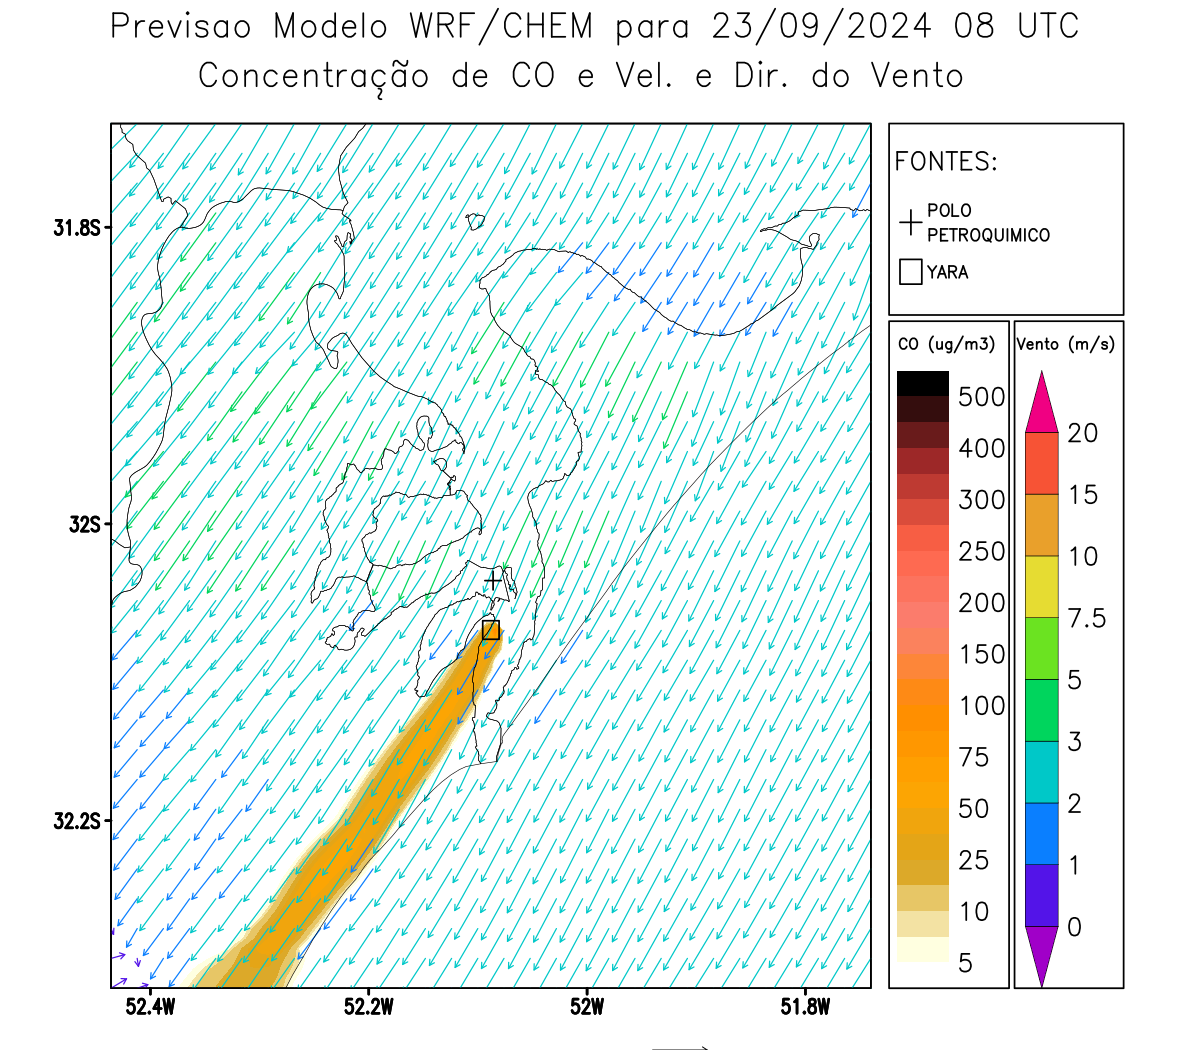 Previsao Modelo WRF/CHEM para 23/09/2024 08 UTC
Concentração de CO e Vel. e Dir. do Vento
FONTES:
POLO
PETROQUIMICO
YARA
CO (ug/m3)
500
400
300
250
200
150
100
75
50
25
10
5
Vento (m/s)
20
15
10
7.5
5
3
2
1
0
31.8S
32S
32.2S
52.4W
52.2W
52W
51.8W